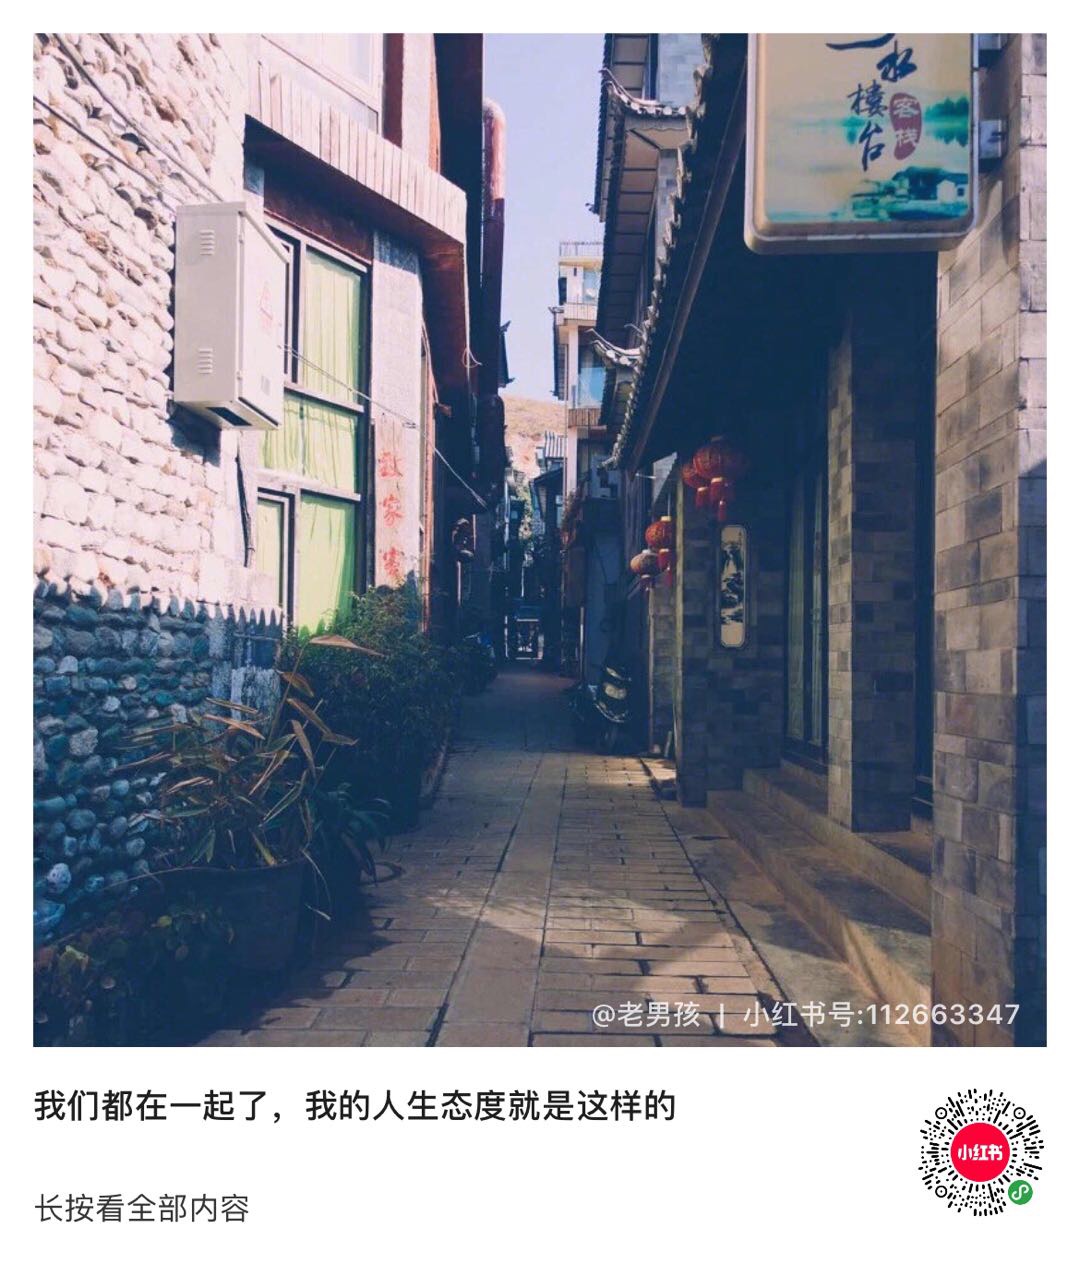 水
楼台
客栈
家
@老男孩 | 小红书号:112663347
我们都在一起了，我的人生态度就是这样的
小红书
长按看全部内容